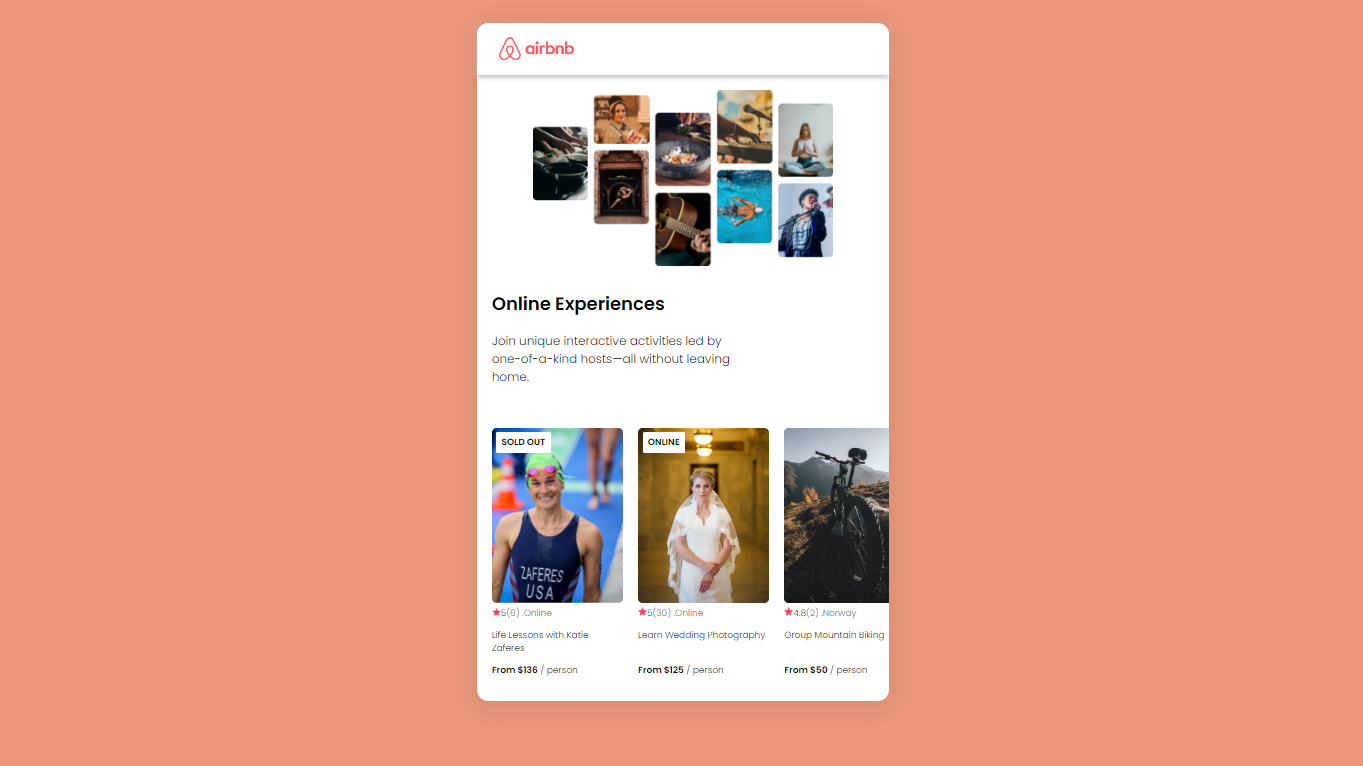 airbnb
Online Experiences
Join unique interactive activities led by
one-of-a-kind hosts—all without leaving
home.
SOLD OUT
ZAFERES
USA
5(6) .Online
Life Lessons with Katie
Zaferes
From $136 / person
ONLINE
5(30) .Online
Learn Wedding Photography
From $125 / person
4.8(2) .Norway
Group Mountain Biking
From $50 / person